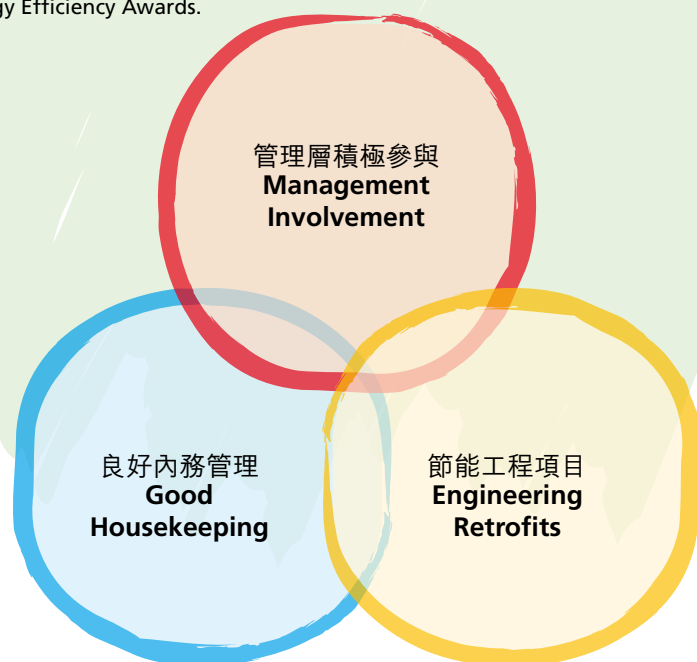 gy Efficiency Awards.
管理層積極參與
Management
Involvement
良好內務管理
Good
Housekeeping
節能工程項目
Engineering
Retrofits